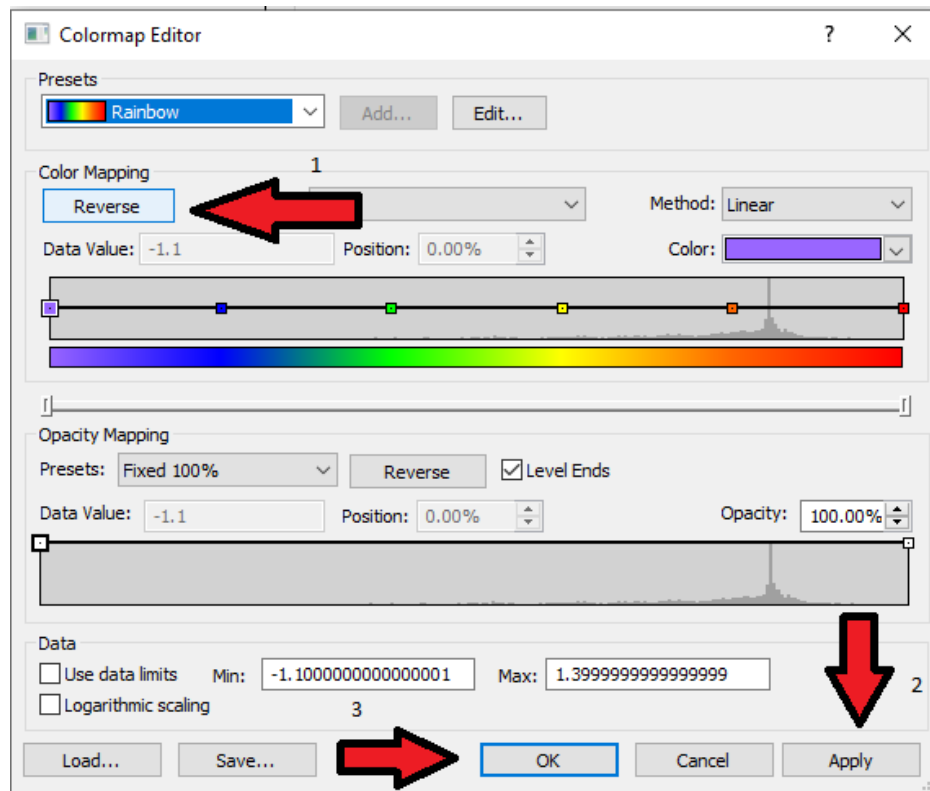 Colormap Editor ? ×
Presets
Rainbow Add... Edit...
1
Color Mapping
Reverse Method: Linear
Data Value: -1.1 Position: 0.00% Color:
Opacity Mapping
Presets: Fixed 100% Reverse Level Ends
Data Value: -1.1 Position: 0.00% Opacity: 100.00%
Data
Use data limits Min: -1.1000000000000001 Max: 1.3999999999999999
2
Logarithmic scaling 3
Load... Save... OK Cancel Apply